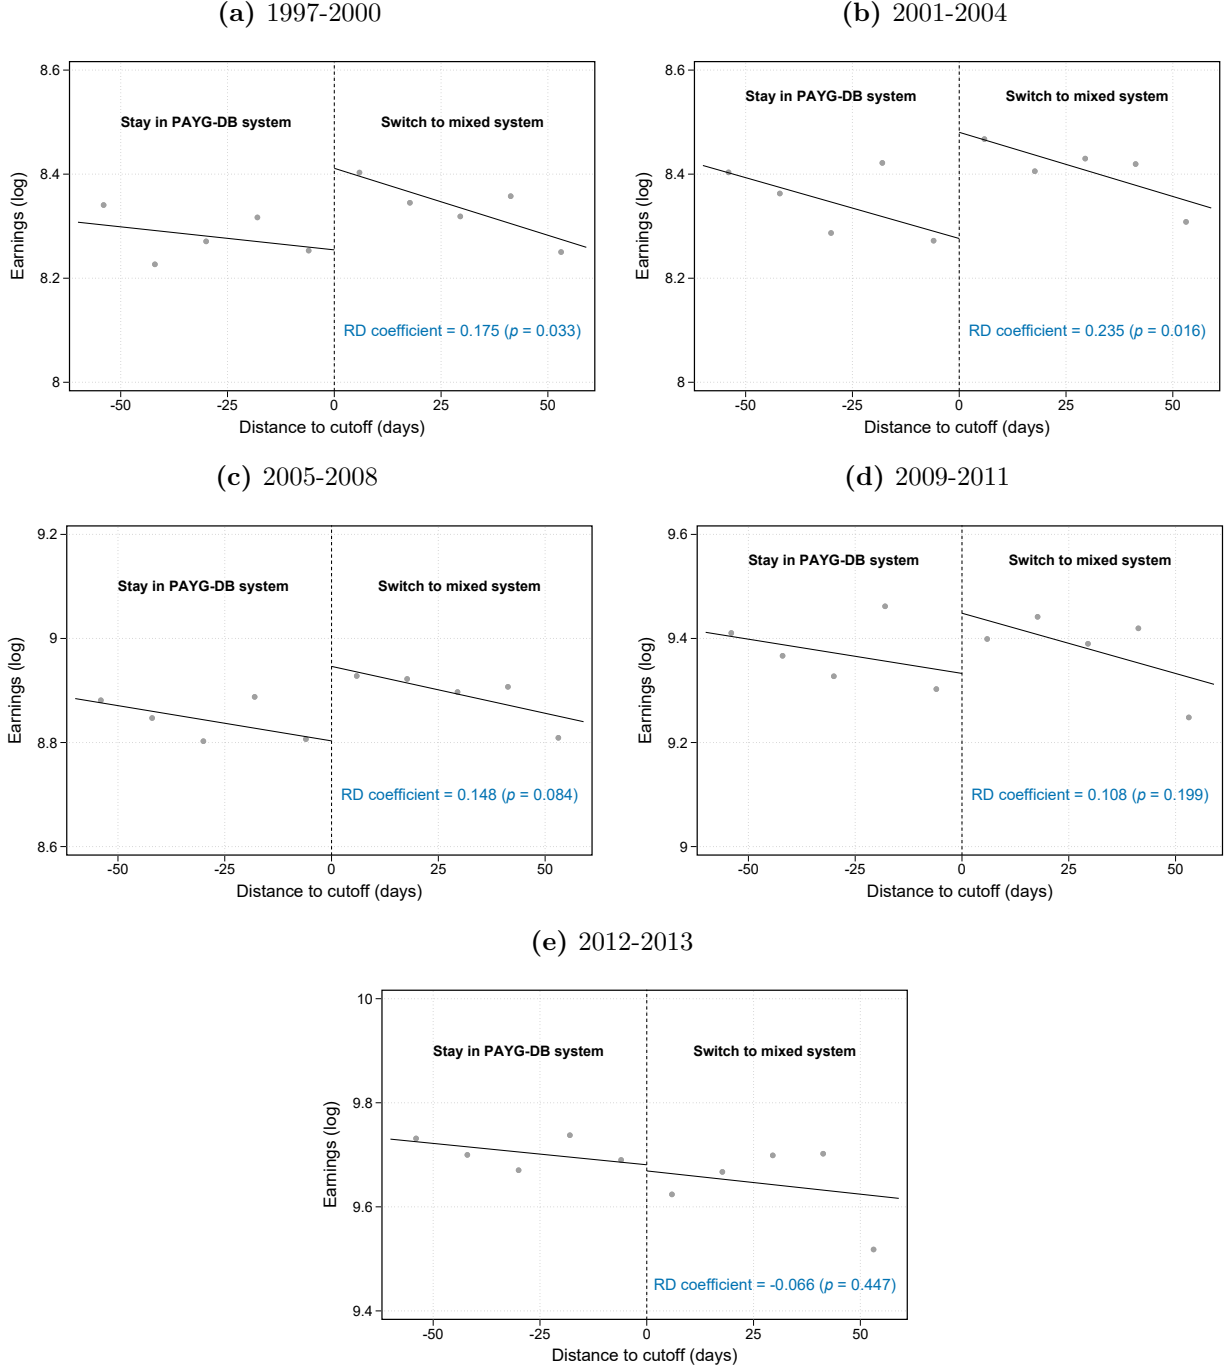 (a) 1997-2000
8.6
8.4
8.2
8
Earnings (log)
Stay in PAYG-DB system
Switch to mixed system
RD coefficient = 0.175 (p = 0.033)
-50
-25
0
25
50
Distance to cutoff (days)
(b) 2001-2004
8.6
8.4
8.2
8
Earnings (log)
Stay in PAYG-DB system
Switch to mixed system
RD coefficient = 0.235 (p = 0.016)
-50
-25
0
25
50
Distance to cutoff (days)
(c) 2005-2008
9.2
9
8.8
8.6
Earnings (log)
Stay in PAYG-DB system
Switch to mixed system
RD coefficient = 0.148 (p = 0.084)
-50
-25
0
25
50
Distance to cutoff (days)
(d) 2009-2011
9.6
9.4
9.2
9
Earnings (log)
Stay in PAYG-DB system
Switch to mixed system
RD coefficient = 0.108 (p = 0.199)
-50
-25
0
25
50
Distance to cutoff (days)
(e) 2012-2013
10
9.8
9.6
9.4
Earnings (log)
Stay in PAYG-DB system
Switch to mixed system
RD coefficient = -0.066 (p = 0.447)
-50
-25
0
25
50
Distance to cutoff (days)